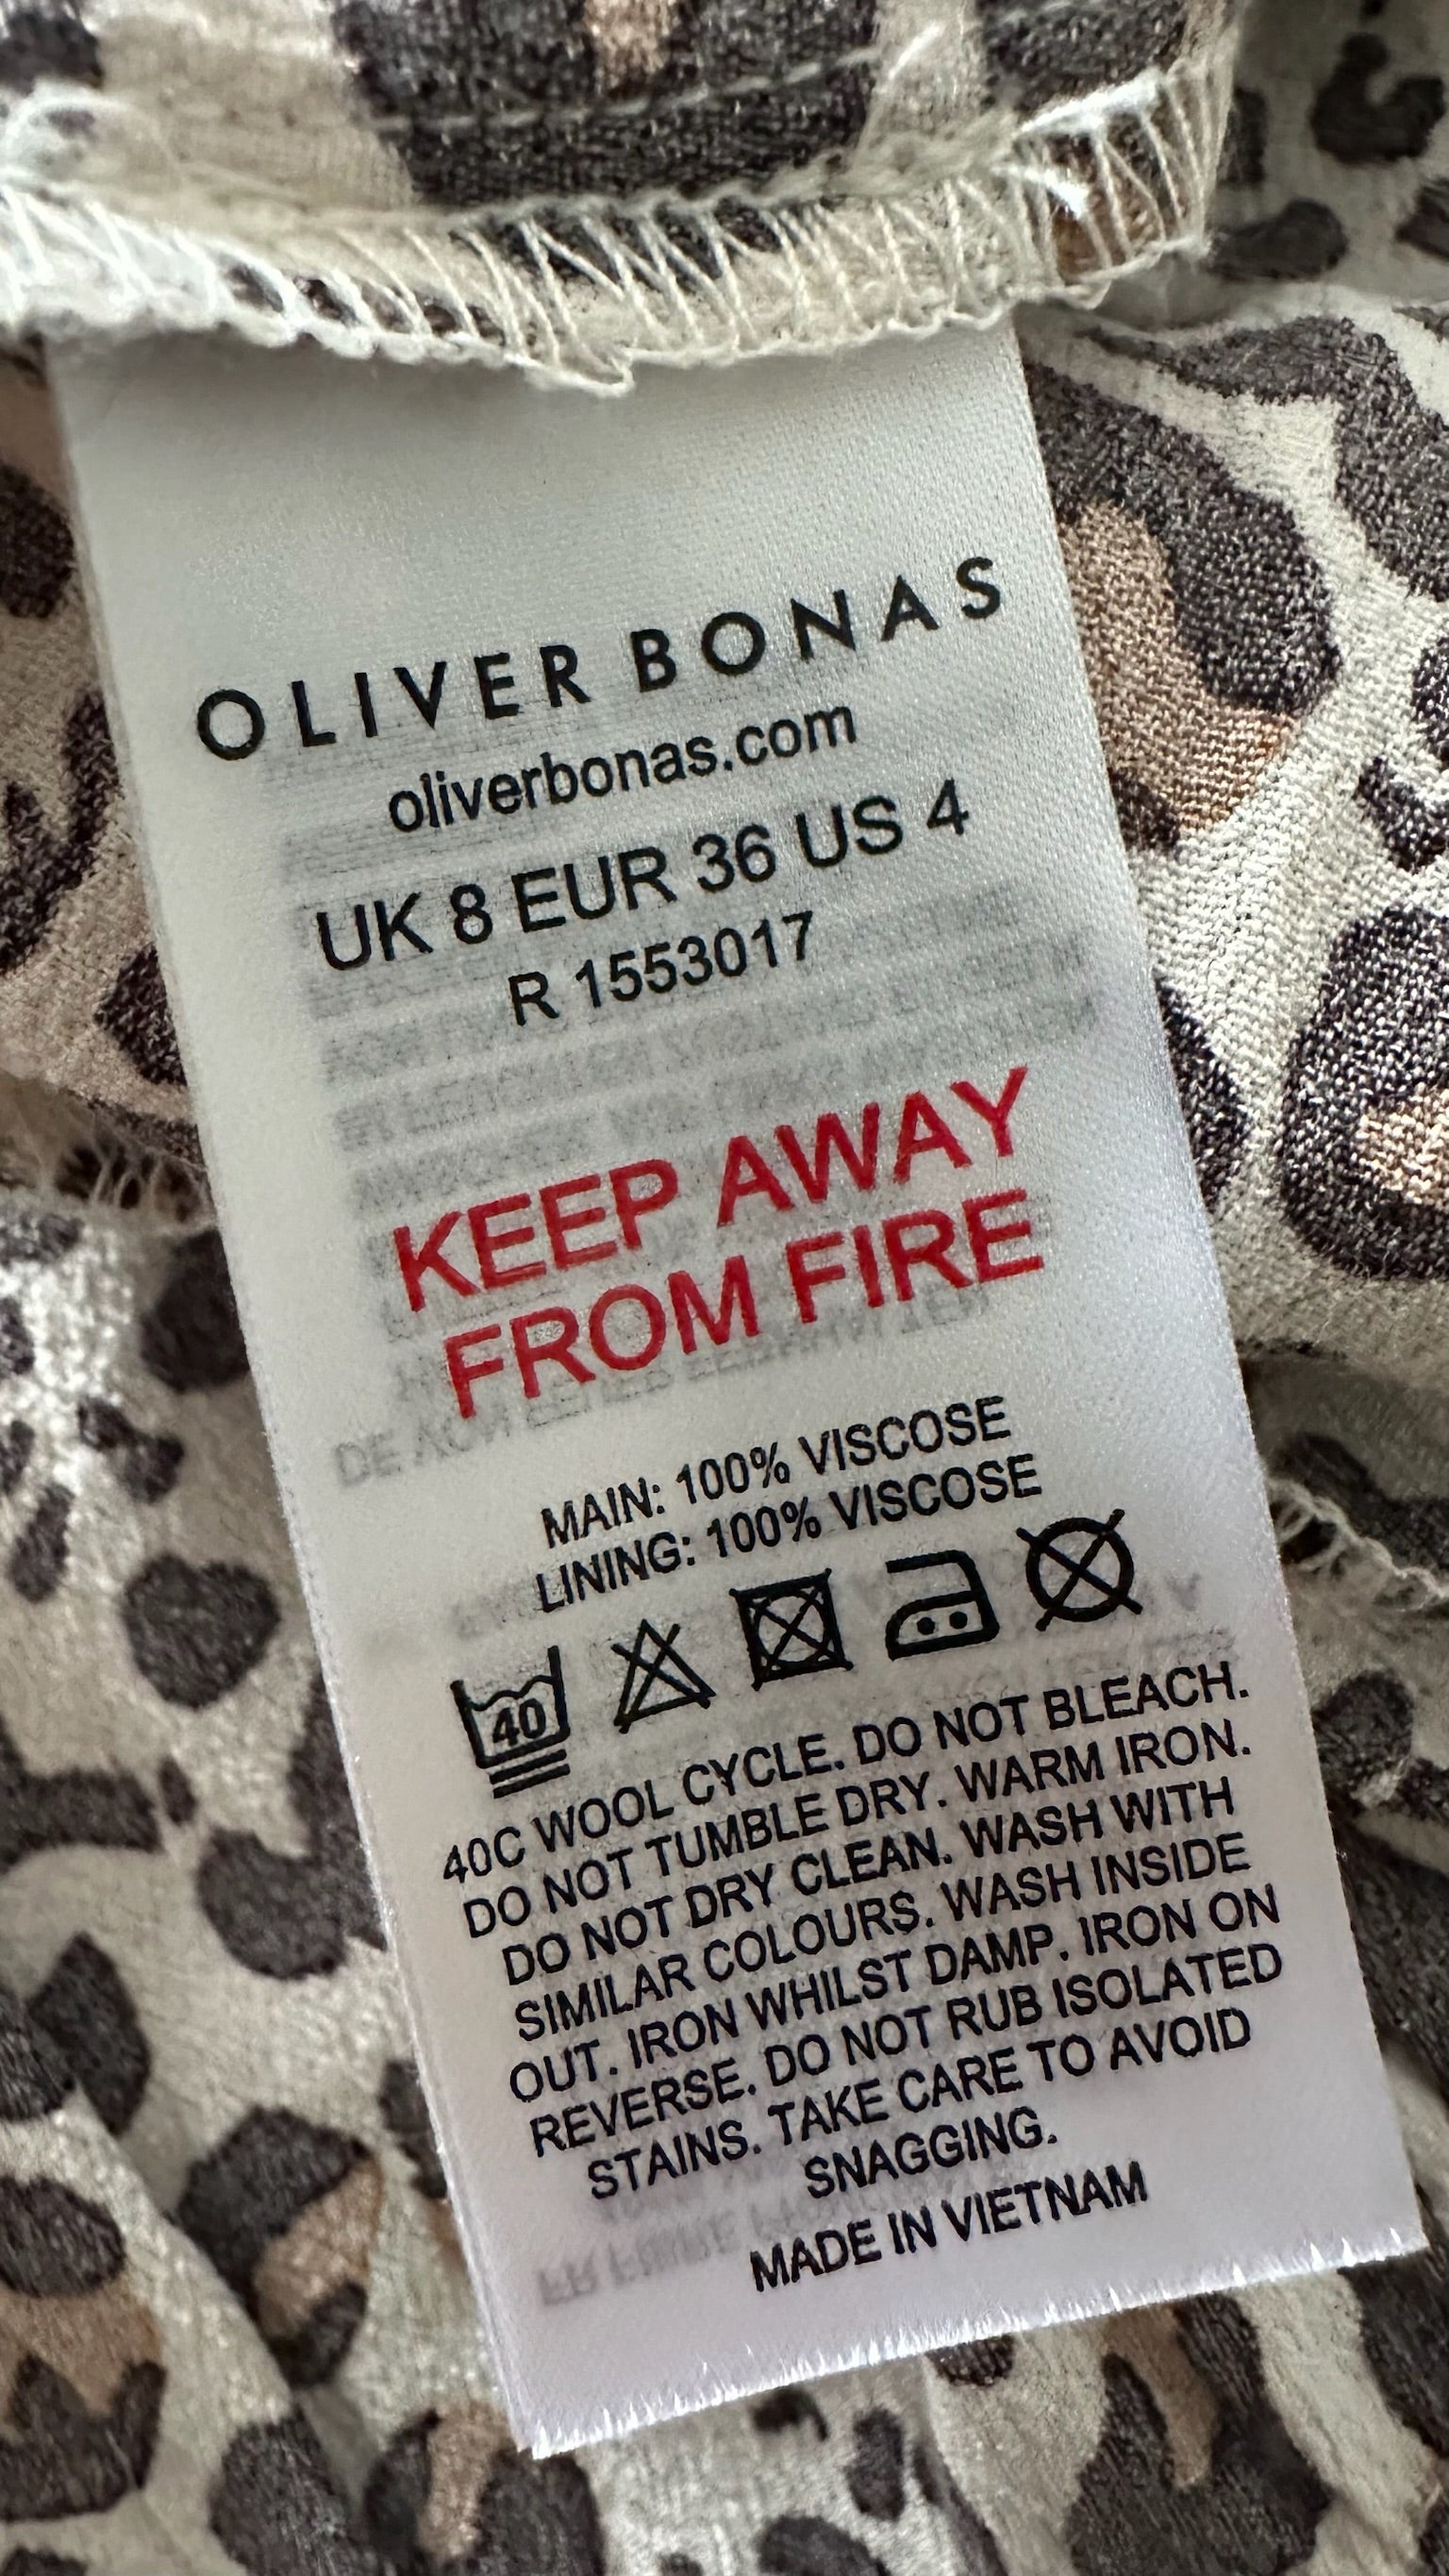 OLIVER BONAS
oliverbonas.com
UK 8 EUR 36 US 4
R 1553017
KEEP AWAY
FROM FIRE
MAIN: 100% VISCOSE
LINING: 100% VISCOSE
40
40C WOOL CYCLE. DO NOT BLEACH.
DO NOT TUMBLE DRY. WARM IRON.
DO NOT DRY CLEAN. WASH WITH
SIMILAR COLOURS. WASH INSIDE
OUT. IRON WHILST DAMP. IRON ON
REVERSE. DO NOT RUB ISOLATED
STAINS. TAKE CARE TO AVOID
SNAGGING.
MADE IN VIETNAM